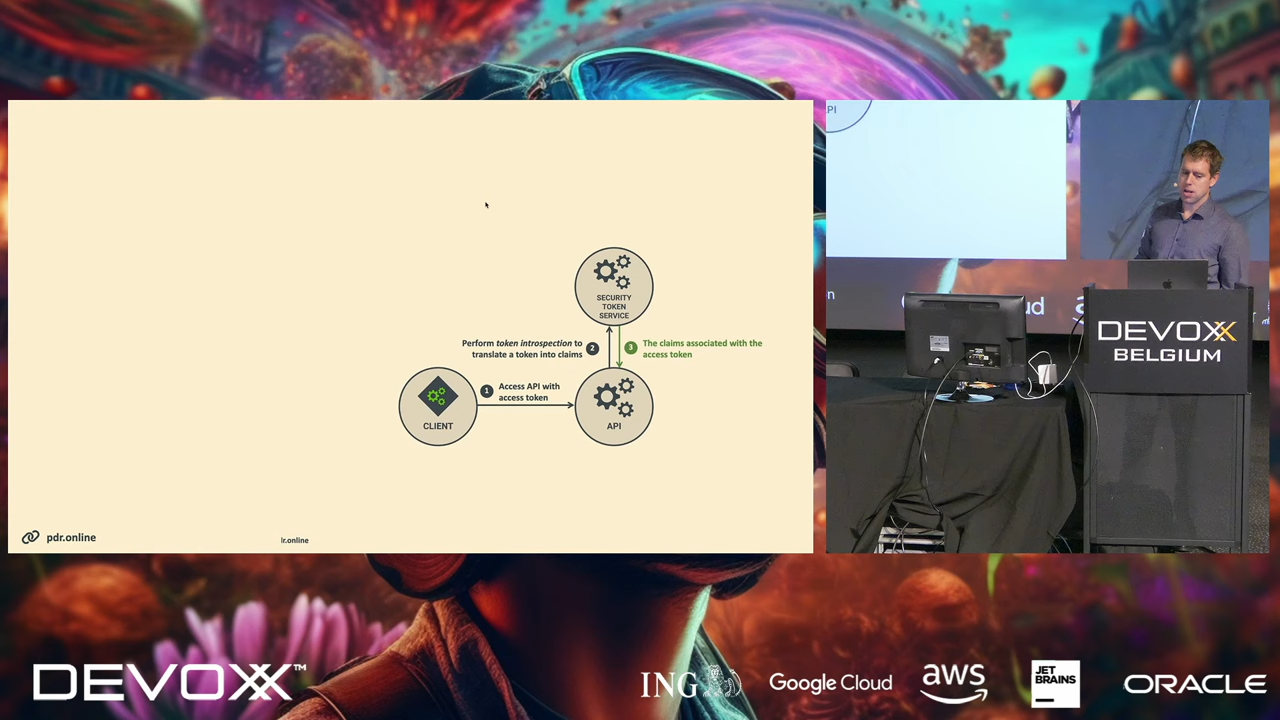 SECURITY
TOKEN
SERVICE
Perform token introspection to
translate a token into claims
2
3
The claims associated with the
access token
1
Access API with
access token
CLIENT
API
pdr.online
lr.online
PI
n
ud
DEVOXX
BELGIUM
DEVOXX™
ING
Google Cloud
aws
JET
BRAINS
ORACLE